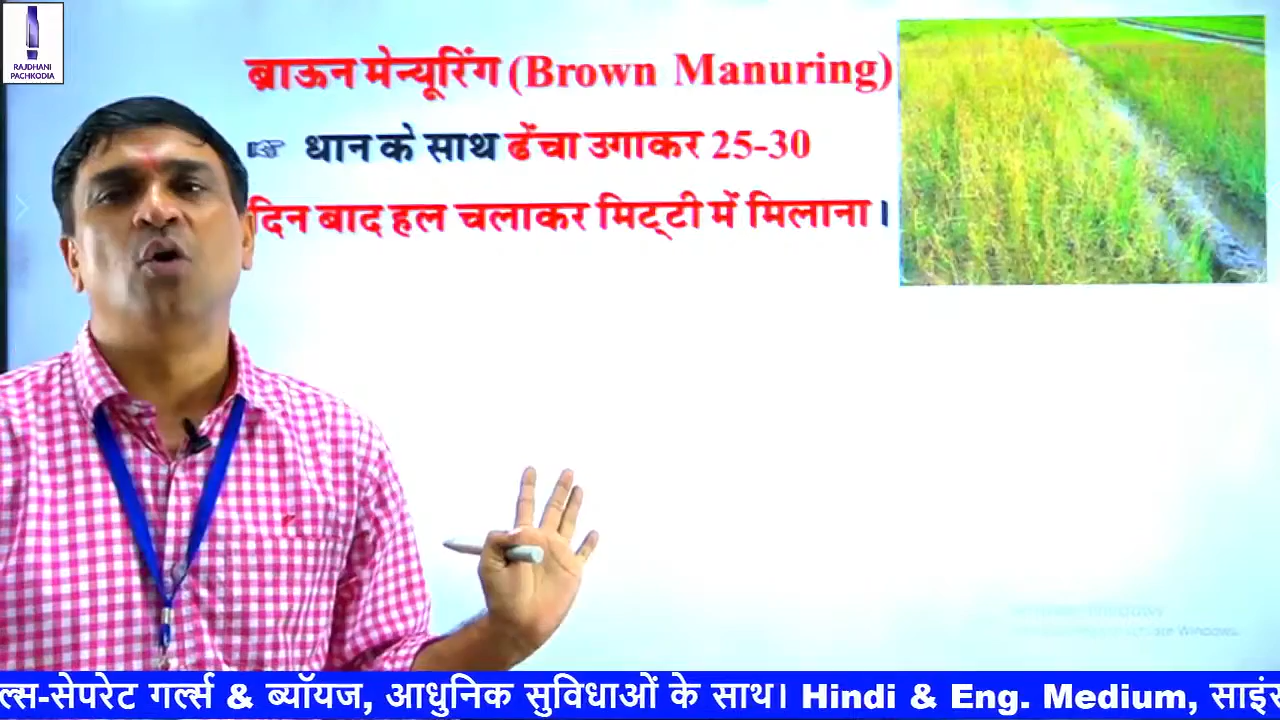 RAJDHANI
PACHKODIA
ब्राऊन मेन्यूरिंग (Brown Manuring)
☞ धान के साथ ढेंचा उगाकर 25-30
दिन बाद हल चलाकर मिट्टी में मिलाना।
ल्स-सेपरेट गर्ल्स & ब्यॉयज, आधुनिक सुविधाओं के साथ। Hindi & Eng. Medium, साइंस